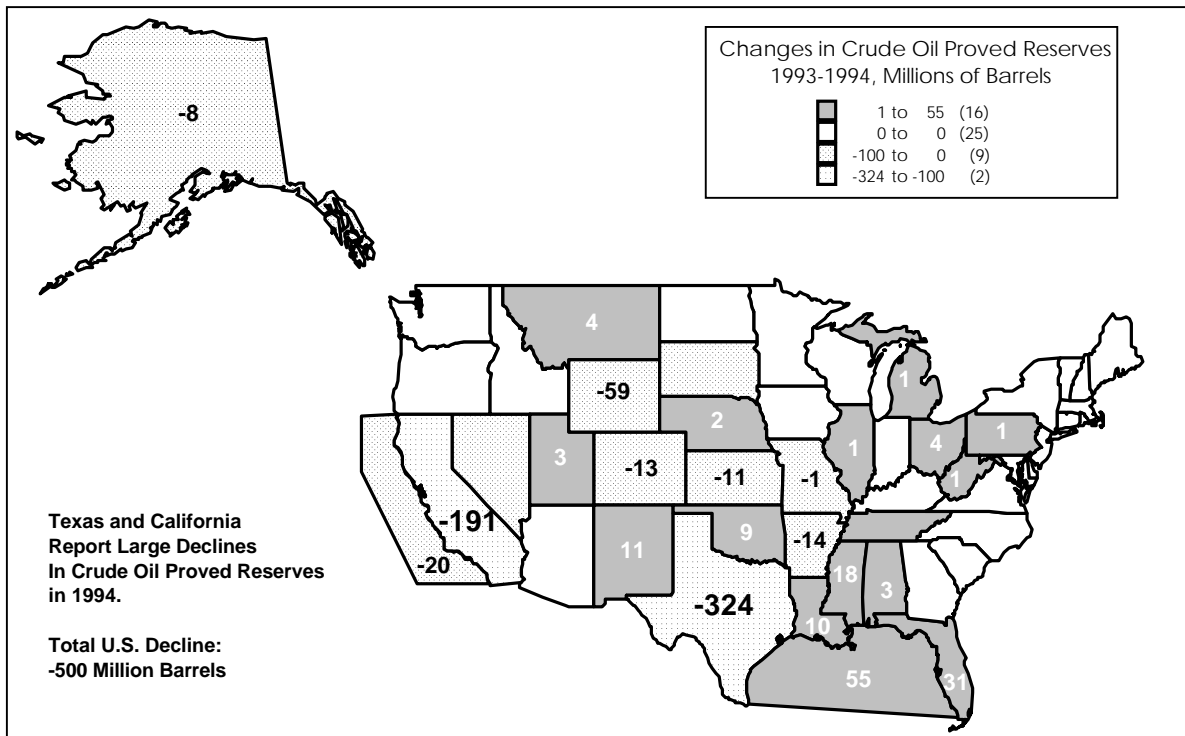 Changes in Crude Oil Proved Reserves
1993-1994, Millions of Barrels
1 to 55 (16)
0 to 0 (25)
-100 to 0 (9)
-324 to -100 (2)
-8
4
-59
2
1
3
-13
-11
-1
1
4
1
1
-191
-20
11
9
-14
-324
18
3
10
55
31
Texas and California
Report Large Declines
In Crude Oil Proved Reserves
in 1994.
Total U.S. Decline:
-500 Million Barrels